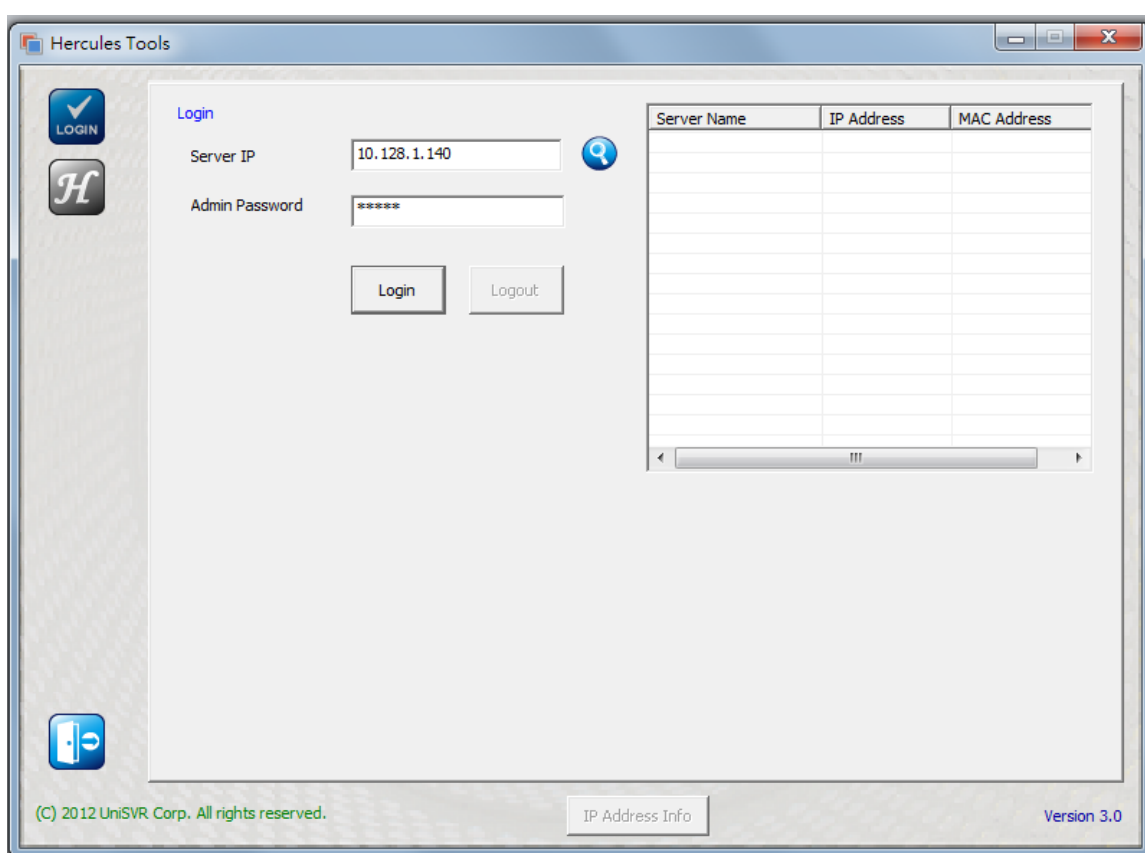 Hercules Tools
LOGIN
H
Login
Server IP
10.128.1.140
Admin Password
*****
Login
Logout
Server Name
IP Address
MAC Address
(C) 2012 UniSVR Corp. All rights reserved.
IP Address Info
Version 3.0